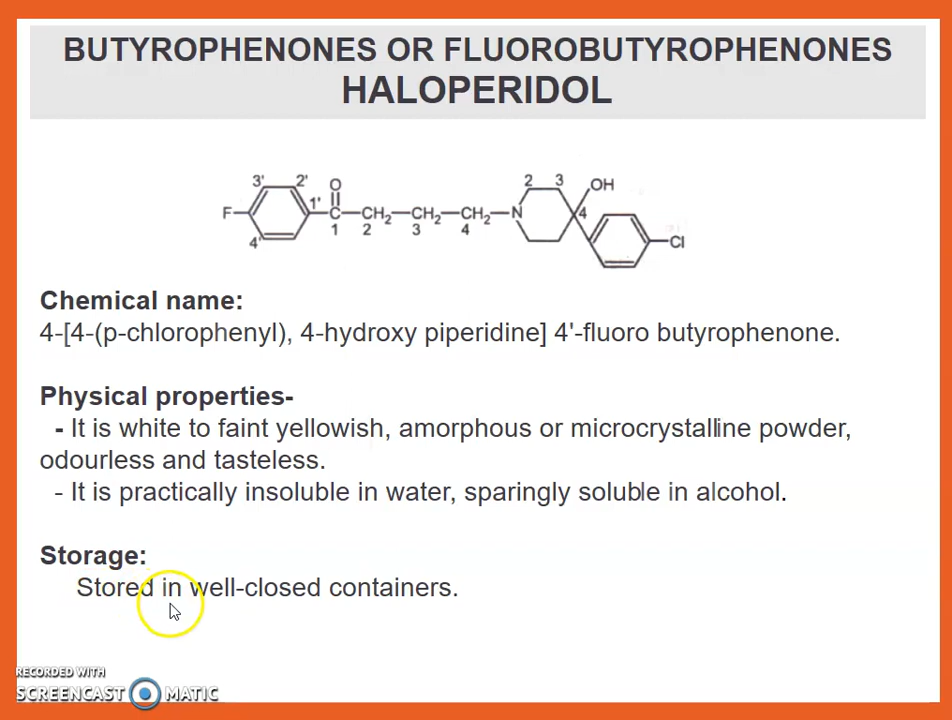 BUTYROPHENONES OR FLUOROBUTYROPHENONES
HALOPERIDOL
3' 2' O 2 3 OH
F 1' C—CH2—CH2—CH2—N 4
4' 1 2 3 4 Cl
Chemical name:
4-[4-(p-chlorophenyl), 4-hydroxy piperidine] 4'-fluoro butyrophenone.
Physical properties-
- It is white to faint yellowish, amorphous or microcrystalline powder,
odourless and tasteless.
- It is practically insoluble in water, sparingly soluble in alcohol.
Storage:
Stored in well-closed containers.
RECORDED WITH
SCREENCAST MATIC